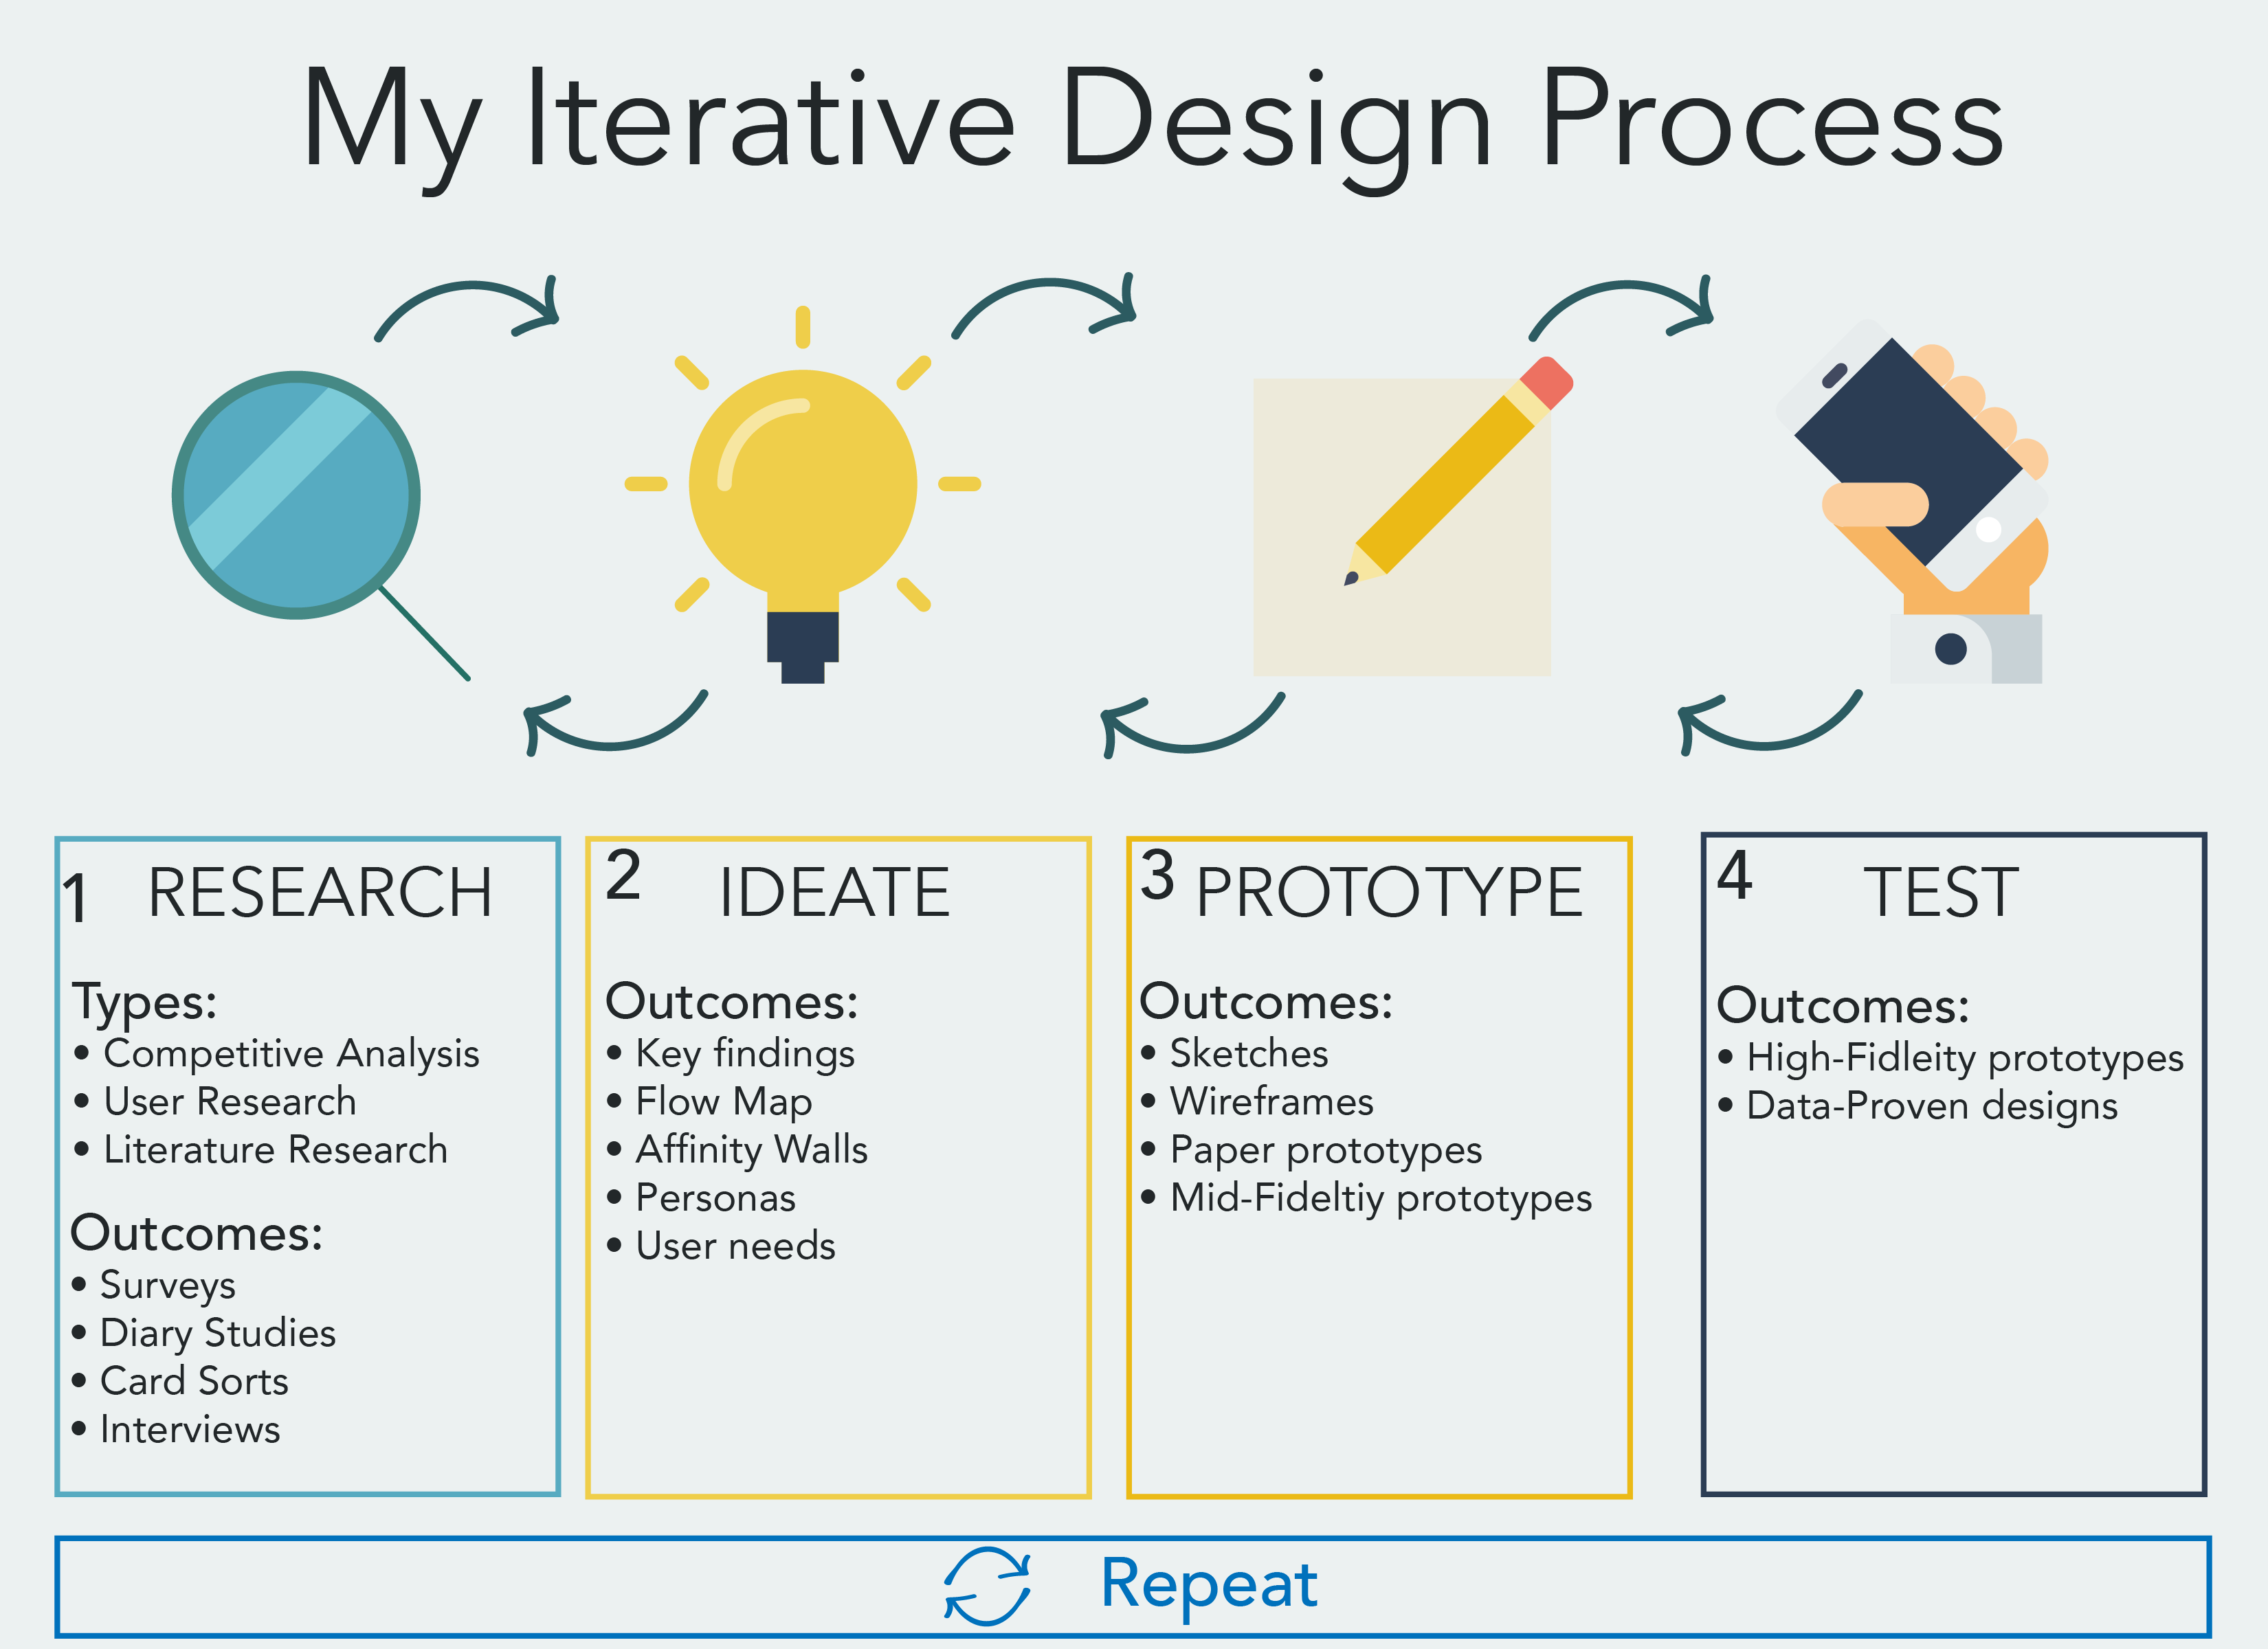 My Iterative Design Process
1 RESEARCH
Types:
• Competitive Analysis
• User Research
• Literature Research
Outcomes:
• Surveys
• Diary Studies
• Card Sorts
• Interviews
2 IDEATE
Outcomes:
• Key findings
• Flow Map
• Affinity Walls
• Personas
• User needs
3 PROTOTYPE
Outcomes:
• Sketches
• Wireframes
• Paper prototypes
• Mid-Fideltiy prototypes
4 TEST
Outcomes:
• High-Fidleity prototypes
• Data-Proven designs
Repeat